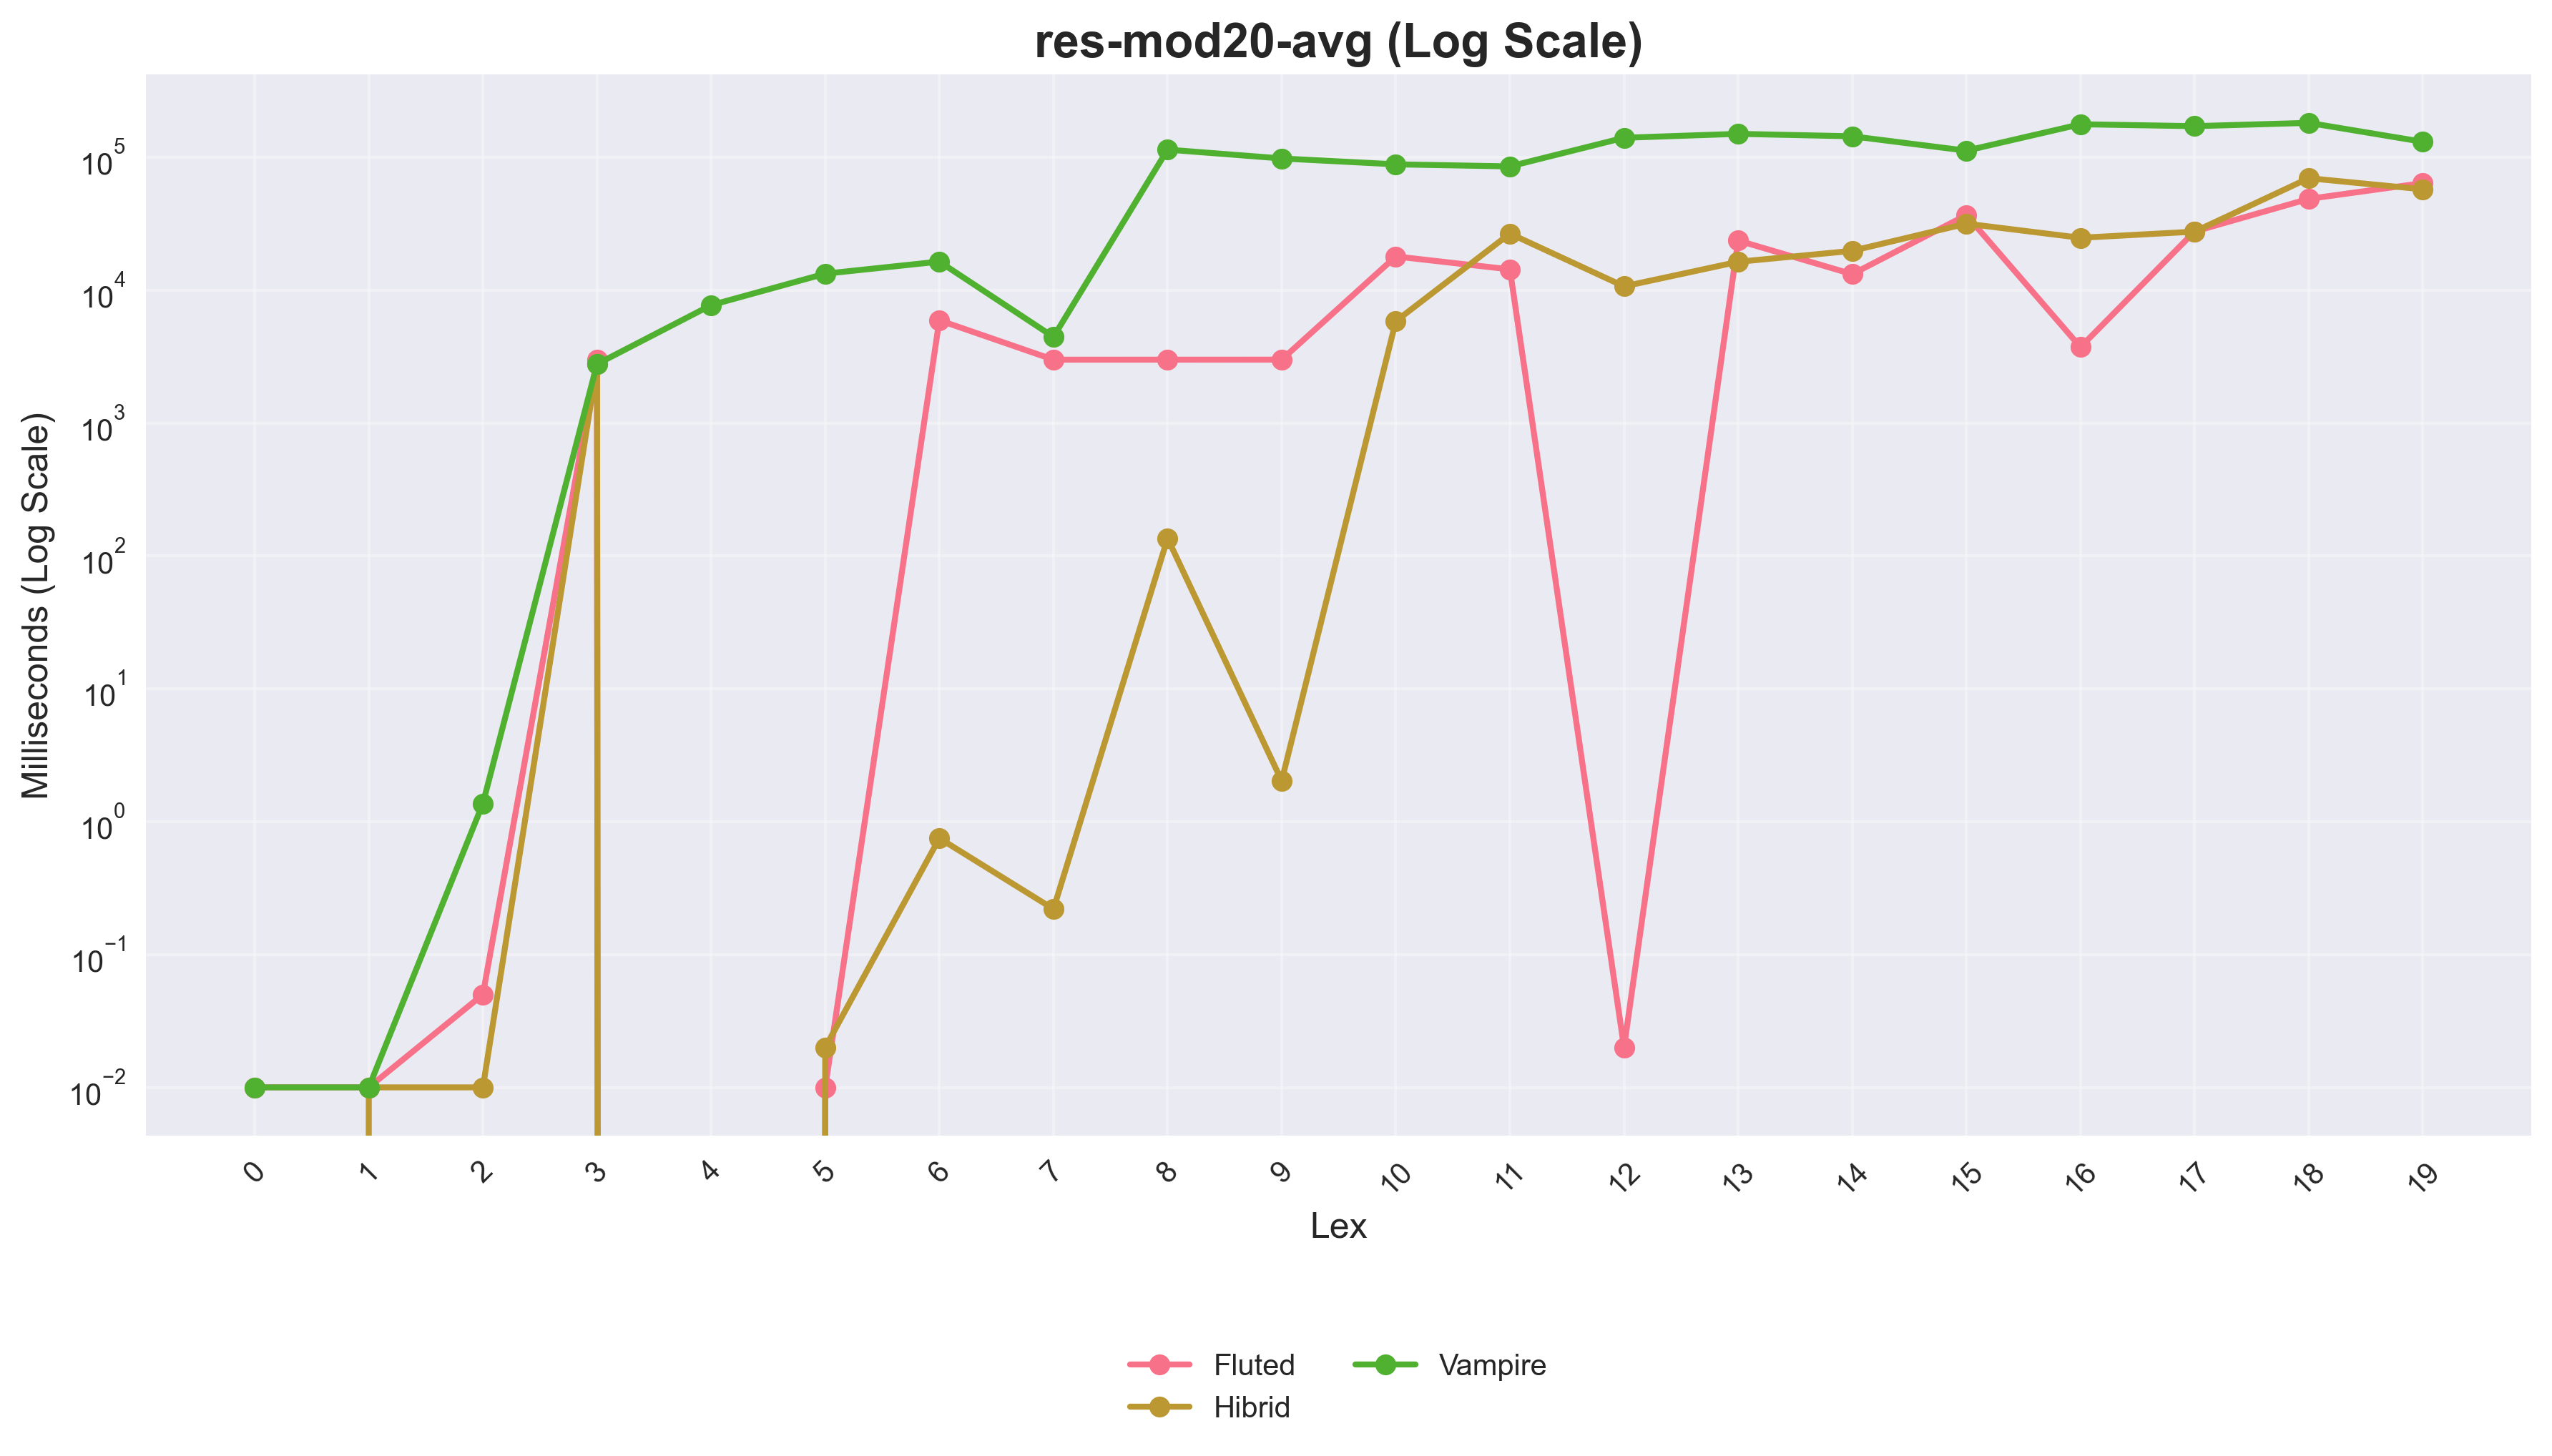 res-mod20-avg (Log Scale)
Milliseconds (Log Scale)
10^5
10^4
10^3
10^2
10^1
10^0
10^−1
10^−2
0 1 2 3 4 5 6 7 8 9 10 11 12 13 14 15 16 17 18 19
Lex
Fluted Vampire
Hibrid